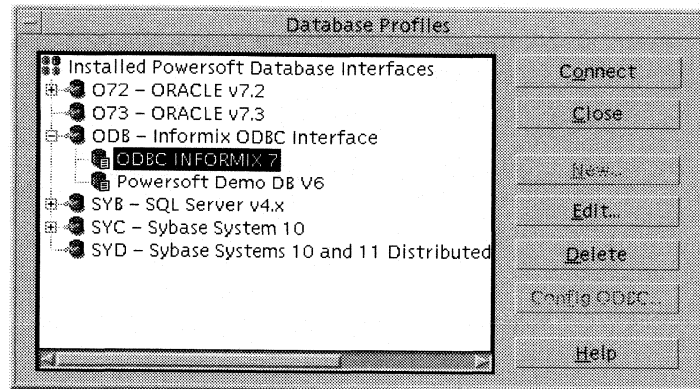 Database Profiles
Installed Powersoft Database Interfaces
O72 – ORACLE v7.2
O73 – ORACLE v7.3
ODB – Informix ODBC Interface
ODBC INFORMIX 7
Powersoft Demo DB V6
SYB – SQL Server v4.x
SYC – Sybase System 10
SYD – Sybase Systems 10 and 11 Distributed
Connect
Close
New...
Edit...
Delete
Config ODBC...
Help